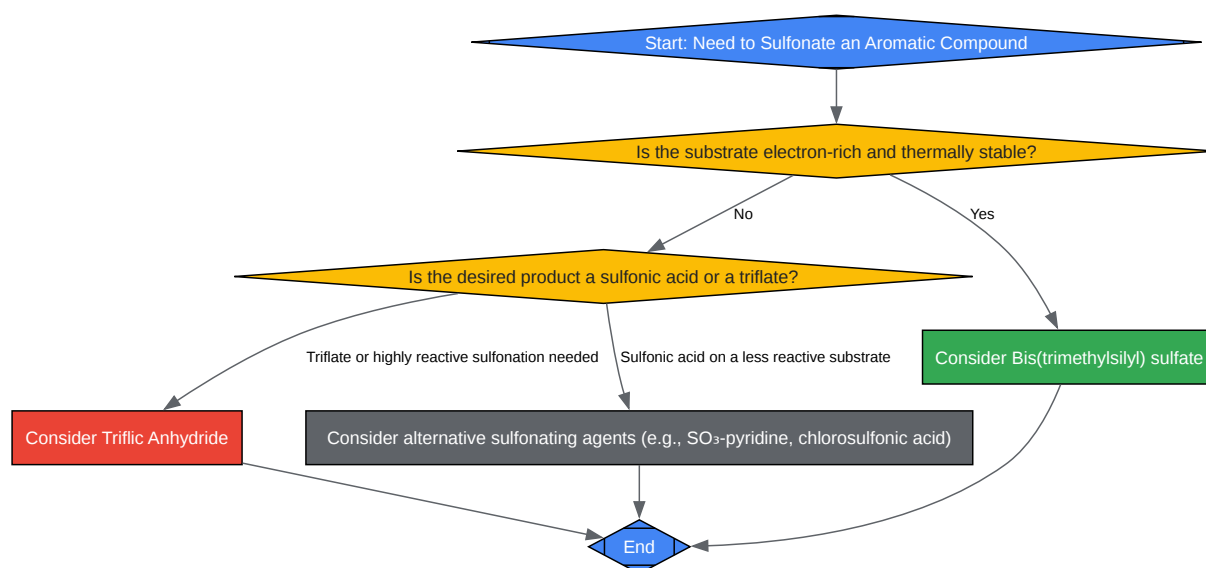 Start: Need to Sulfonate an Aromatic Compound
Is the substrate electron-rich and thermally stable?
No
Yes
Is the desired product a sulfonic acid or a triflate?
Triflate or highly reactive sulfonation needed
Sulfonic acid on a less reactive substrate
Consider Bis(trimethylsilyl) sulfate
Consider Triflic Anhydride
Consider alternative sulfonating agents (e.g., SO₃-pyridine, chlorosulfonic acid)
End